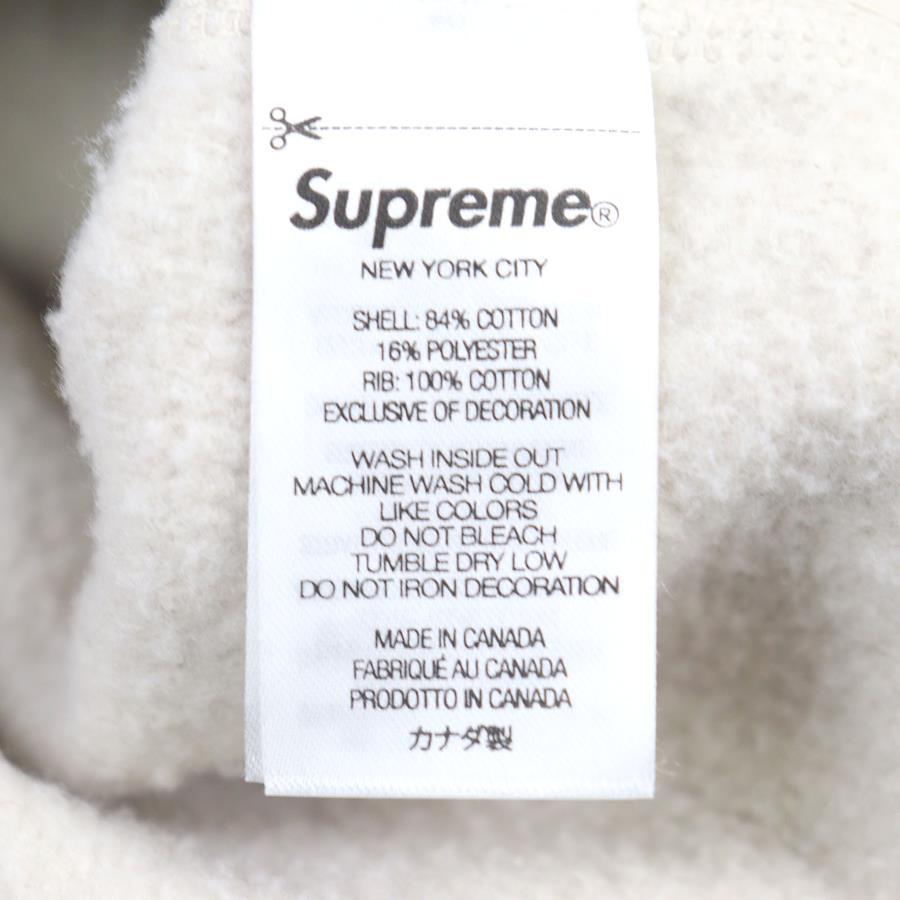 Supreme®
NEW YORK CITY
SHELL: 84% COTTON
16% POLYESTER
RIB: 100% COTTON
EXCLUSIVE OF DECORATION
WASH INSIDE OUT
MACHINE WASH COLD WITH
LIKE COLORS
DO NOT BLEACH
TUMBLE DRY LOW
DO NOT IRON DECORATION
MADE IN CANADA
FABRIQUÉ AU CANADA
PRODOTTO IN CANADA
カナダ製